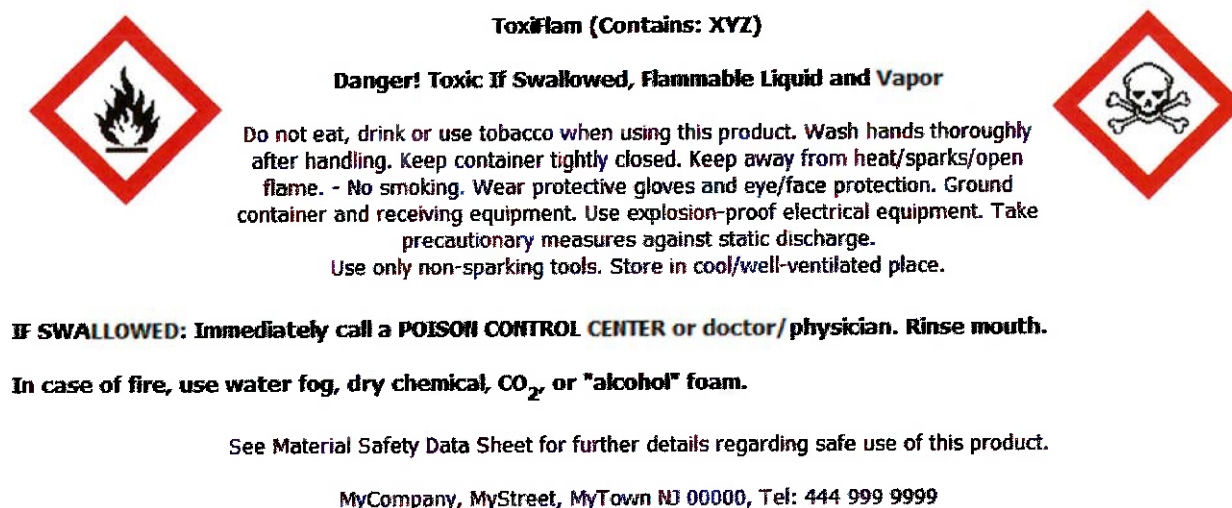 ToxiFlam (Contains: XYZ)
Danger! Toxic If Swallowed, Flammable Liquid and Vapor
Do not eat, drink or use tobacco when using this product. Wash hands thoroughly
after handling. Keep container tightly closed. Keep away from heat/sparks/open
flame. - No smoking. Wear protective gloves and eye/face protection. Ground
container and receiving equipment. Use explosion-proof electrical equipment. Take
precautionary measures against static discharge.
Use only non-sparking tools. Store in cool/well-ventilated place.
IF SWALLOWED: Immediately call a POISON CONTROL CENTER or doctor/physician. Rinse mouth.
In case of fire, use water fog, dry chemical, CO₂, or "alcohol" foam.
See Material Safety Data Sheet for further details regarding safe use of this product.
MyCompany, MyStreet, MyTown NJ 00000, Tel: 444 999 9999